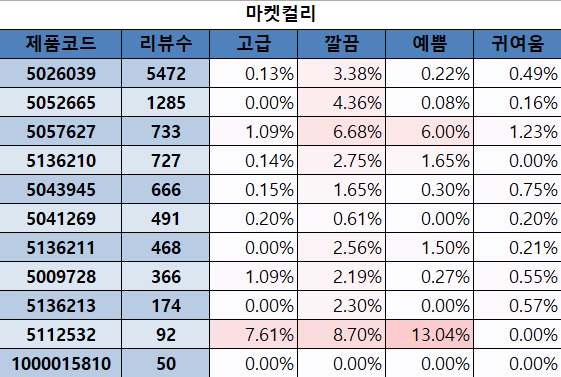 마켓컬리
제품코드 리뷰수 고급 깔끔 예쁨 귀여움
5026039 5472 0.13% 3.38% 0.22% 0.49%
5052665 1285 0.00% 4.36% 0.08% 0.16%
5057627 733 1.09% 6.68% 6.00% 1.23%
5136210 727 0.14% 2.75% 1.65% 0.00%
5043945 666 0.15% 1.65% 0.30% 0.75%
5041269 491 0.20% 0.61% 0.00% 0.20%
5136211 468 0.00% 2.56% 1.50% 0.21%
5009728 366 1.09% 2.19% 0.27% 0.55%
5136213 174 0.00% 2.30% 0.00% 0.57%
5112532 92 7.61% 8.70% 13.04% 0.00%
1000015810 50 0.00% 0.00% 0.00% 0.00%